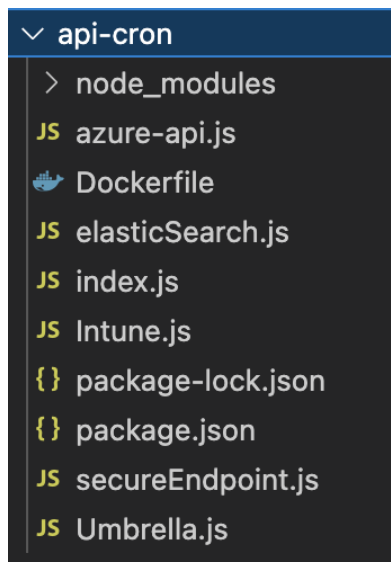 api-cron
node_modules
JS azure-api.js
Dockerfile
JS elasticSearch.js
JS index.js
JS Intune.js
{} package-lock.json
{} package.json
JS secureEndpoint.js
JS Umbrella.js